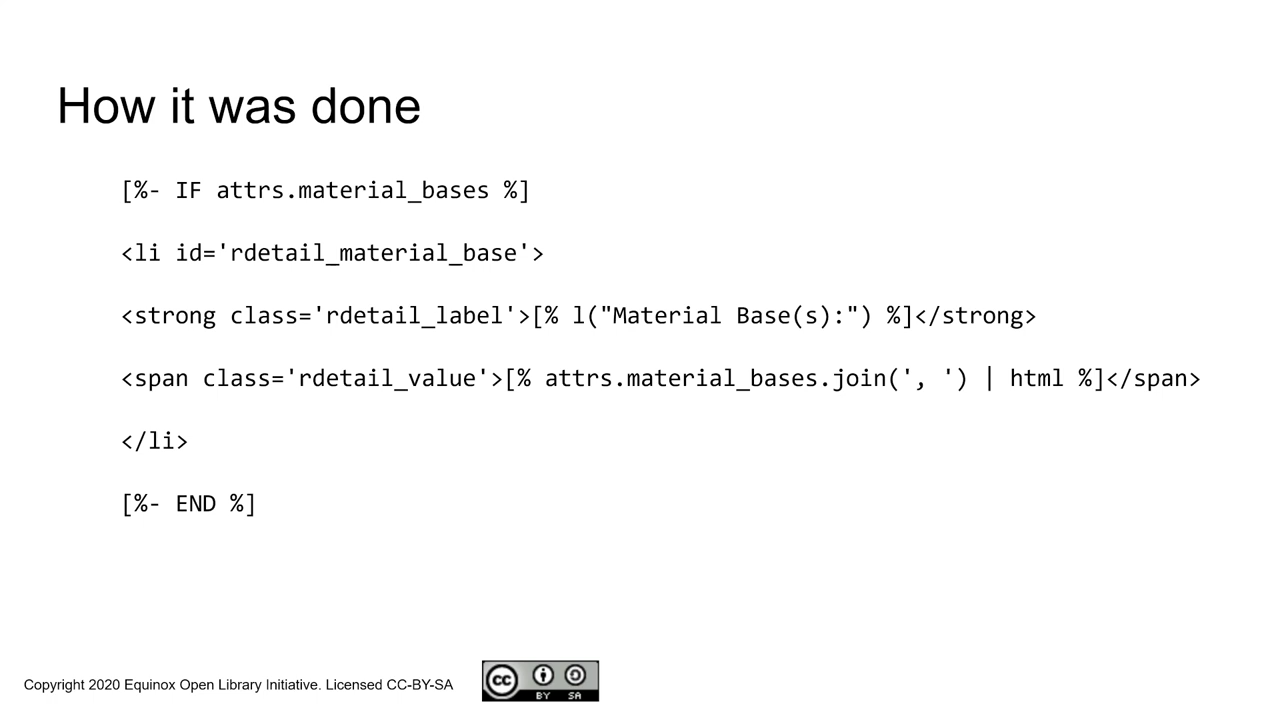 How it was done
[%- IF attrs.material_bases %]
<li id='rdetail_material_base'>
<strong class='rdetail_label'>[% l("Material Base(s):") %]</strong>
<span class='rdetail_value'>[% attrs.material_bases.join(', ') | html %]</span>
</li>
[%- END %]
Copyright 2020 Equinox Open Library Initiative. Licensed CC-BY-SA
cc
BY SA